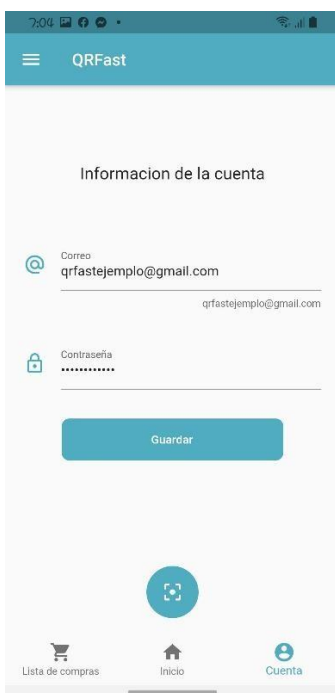 7:04
QRFast
Informacion de la cuenta
Correo
qrfastejemplo@gmail.com
qrfastejemplo@gmail.com
Contraseña
••••••••••••
Guardar
Lista de compras
Inicio
Cuenta